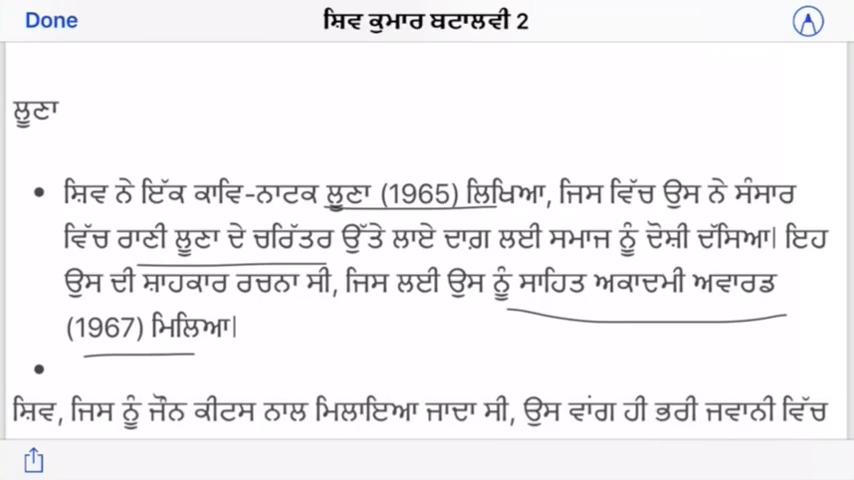 Done
ਸ਼ਿਵ ਕੁਮਾਰ ਬਟਾਲਵੀ 2
ਲੂਣਾ
• ਸ਼ਿਵ ਨੇ ਇੱਕ ਕਾਵਿ-ਨਾਟਕ ਲੂਣਾ (1965) ਲਿਖਿਆ, ਜਿਸ ਵਿੱਚ ਉਸ ਨੇ ਸੰਸਾਰ
ਵਿੱਚ ਰਾਣੀ ਲੂਣਾ ਦੇ ਚਰਿੱਤਰ ਉੱਤੇ ਲਾਏ ਦਾਗ਼ ਲਈ ਸਮਾਜ ਨੂੰ ਦੋਸ਼ੀ ਦੱਸਿਆ। ਇਹ
ਉਸ ਦੀ ਸ਼ਾਹਕਾਰ ਰਚਨਾ ਸੀ, ਜਿਸ ਲਈ ਉਸ ਨੂੰ ਸਾਹਿਤ ਅਕਾਦਮੀ ਅਵਾਰਡ
(1967) ਮਿਲਿਆ।
•
ਸ਼ਿਵ, ਜਿਸ ਨੂੰ ਜੌਨ ਕੀਟਸ ਨਾਲ ਮਿਲਾਇਆ ਜਾਦਾ ਸੀ, ਉਸ ਵਾਂਗ ਹੀ ਭਰੀ ਜਵਾਨੀ ਵਿੱਚ